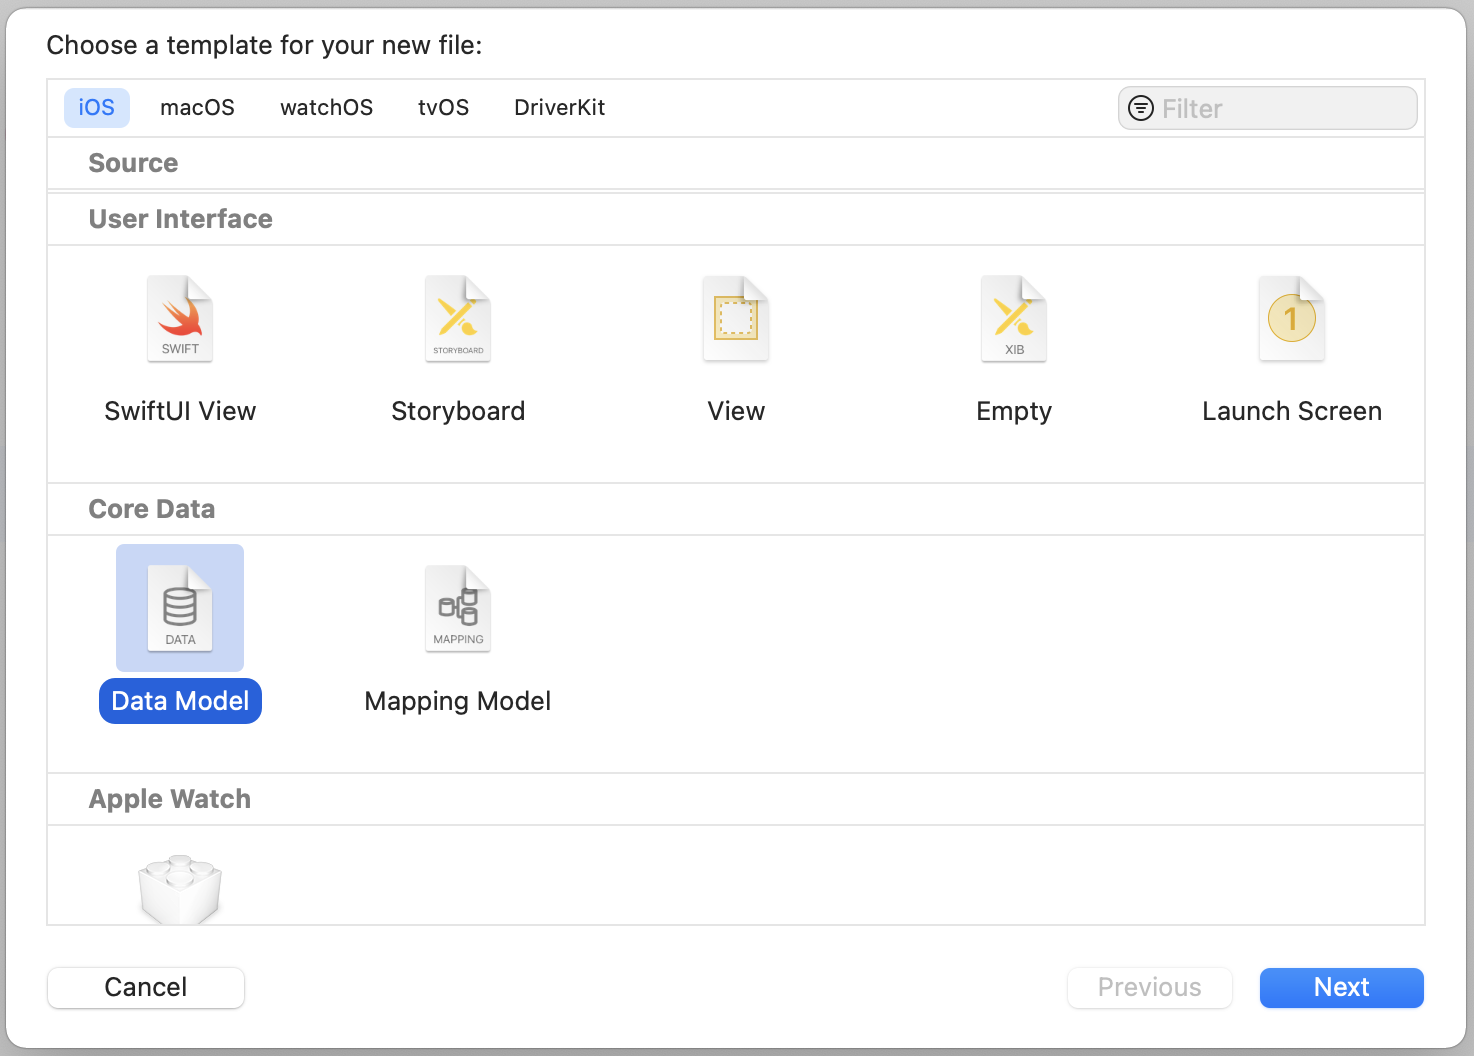 Choose a template for your new file:
iOS macOS watchOS tvOS DriverKit Filter
Source
User Interface
SWIFT STORYBOARD XIB 1
SwiftUI View Storyboard View Empty Launch Screen
Core Data
DATA MAPPING
Data Model Mapping Model
Apple Watch
Cancel Previous Next